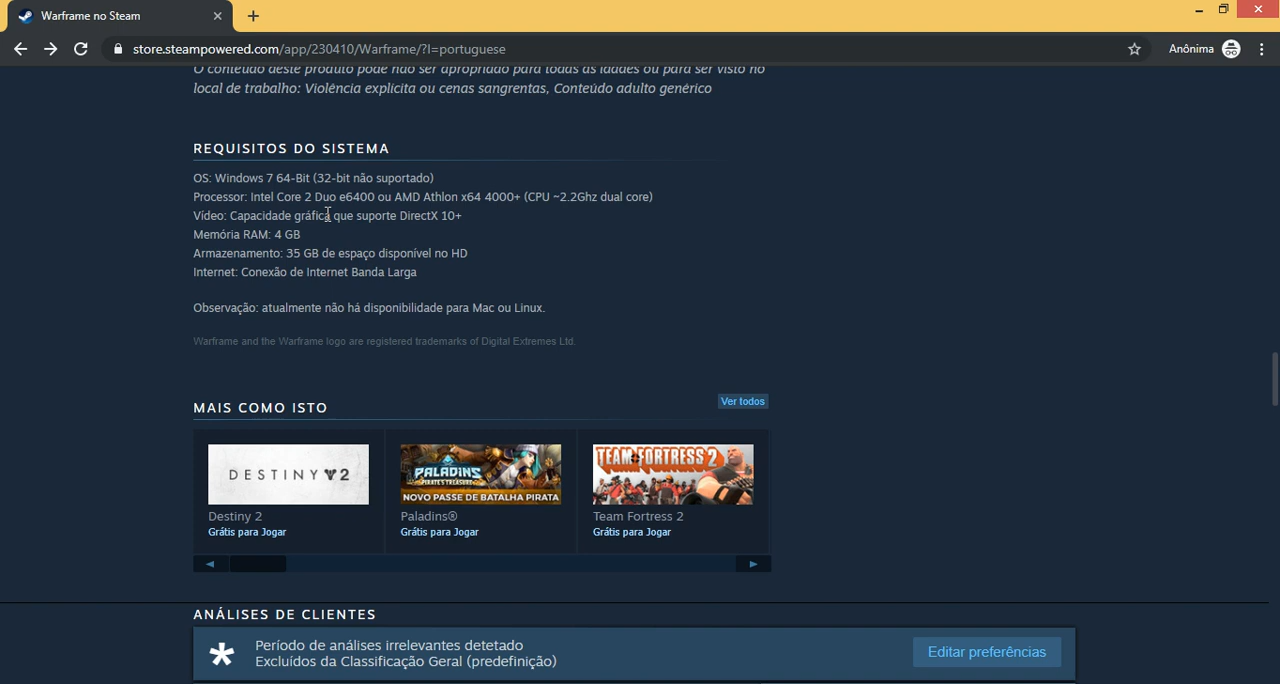 Warframe no Steam
store.steampowered.com/app/230410/Warframe/?l=portuguese
Anônima
O conteúdo deste produto pode não ser apropriado para todas as idades ou para ser visto no
local de trabalho: Violência explícita ou cenas sangrentas, Conteúdo adulto genérico
REQUISITOS DO SISTEMA
OS: Windows 7 64-Bit (32-bit não suportado)
Processor: Intel Core 2 Duo e6400 ou AMD Athlon x64 4000+ (CPU ~2.2Ghz dual core)
Vídeo: Capacidade gráfica que suporte DirectX 10+
Memória RAM: 4 GB
Armazenamento: 35 GB de espaço disponível no HD
Internet: Conexão de Internet Banda Larga
Observação: atualmente não há disponibilidade para Mac ou Linux.
Warframe and the Warframe logo are registered trademarks of Digital Extremes Ltd.
MAIS COMO ISTO
Ver todos
DESTINY 2
PALADINS
PIRATE'S TREASURE
NOVO PASSE DE BATALHA PIRATA
TEAM FORTRESS 2
Destiny 2
Paladins®
Team Fortress 2
Grátis para Jogar
Grátis para Jogar
Grátis para Jogar
ANÁLISES DE CLIENTES
Período de análises irrelevantes detetado
Excluídos da Classificação Geral (predefinição)
Editar preferências